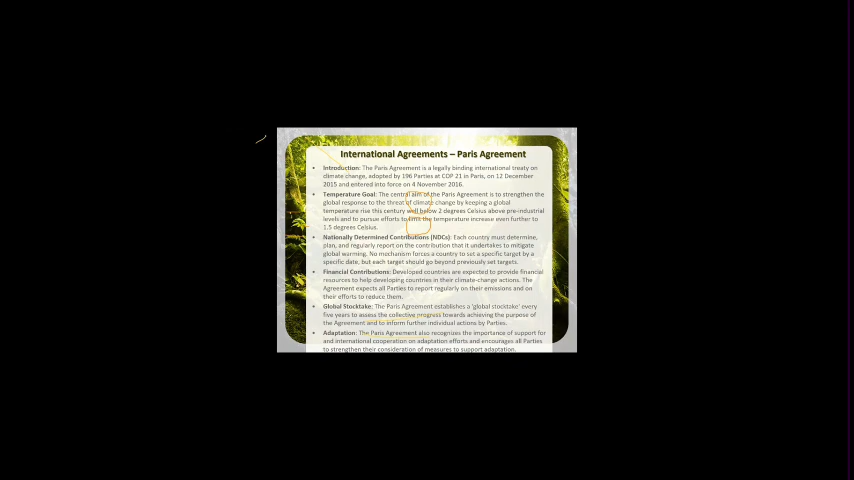 International Agreements – Paris Agreement
• Introduction: The Paris Agreement is a legally binding international treaty on
climate change, adopted by 196 Parties at COP 21 in Paris, on 12 December
2015 and entered into force on 4 November 2016.
• Temperature Goal: The central aim of the Paris Agreement is to strengthen the
global response to the threat of climate change by keeping a global
temperature rise this century well below 2 degrees Celsius above pre-industrial
levels and to pursue efforts to limit the temperature increase even further to
1.5 degrees Celsius.
• Nationally Determined Contributions (NDCs): Each country must determine,
plan, and regularly report on the contribution that it undertakes to mitigate
global warming. No mechanism forces a country to set a specific target by a
specific date, but each target should go beyond previously set targets.
• Financial Contributions: Developed countries are expected to provide financial
resources to help developing countries in their climate-change actions. The
Agreement expects all Parties to report regularly on their emissions and on
their efforts to reduce them.
• Global Stocktake: The Paris Agreement establishes a 'global stocktake' every
five years to assess the collective progress towards achieving the purpose of
the Agreement and to inform further individual actions by Parties.
• Adaptation: The Paris Agreement also recognises the importance of support for
and international cooperation on adaptation efforts and encourages all Parties
to strengthen their consideration of measures to support adaptation.